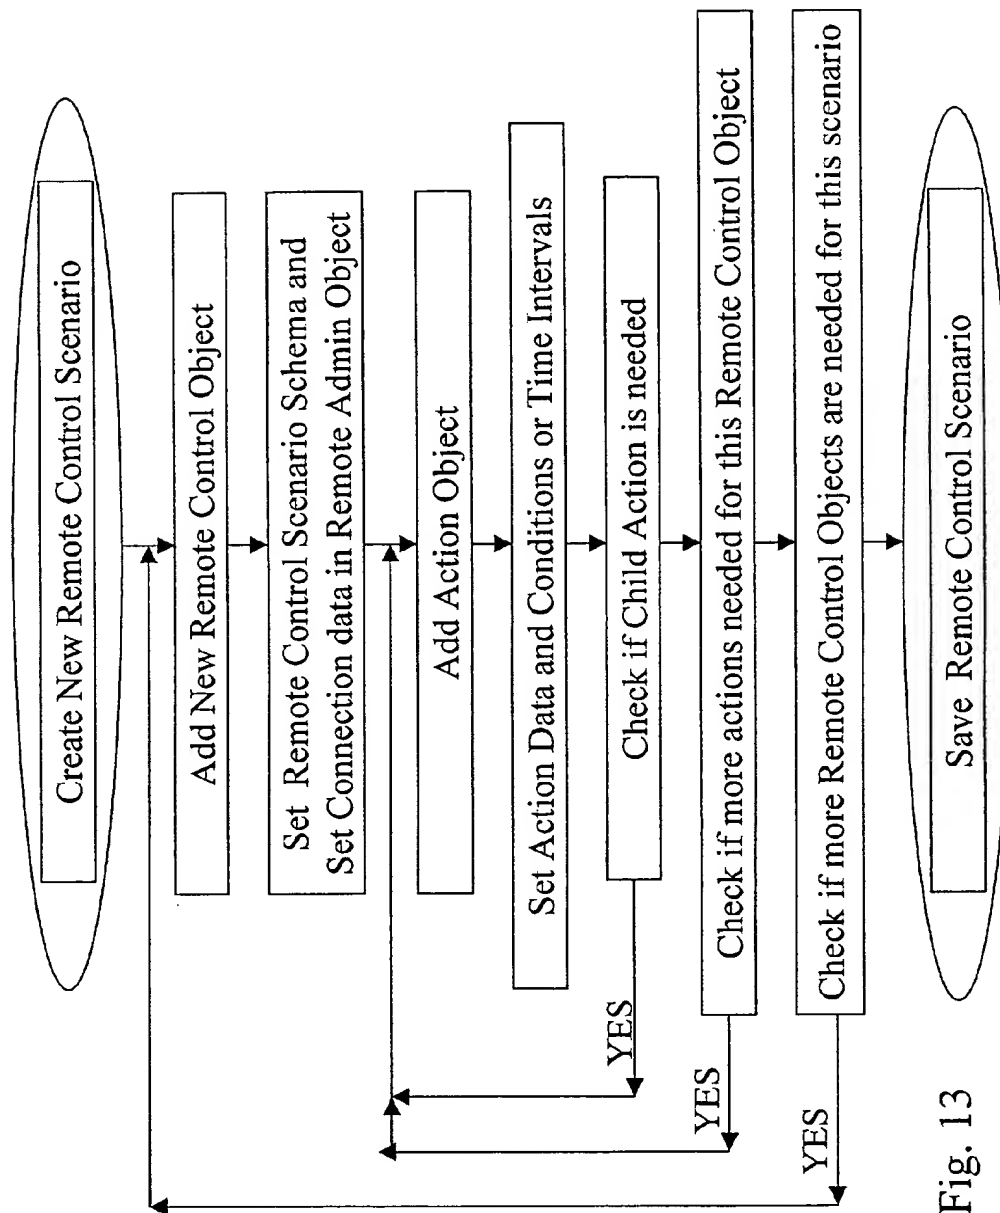 Create New Remote Control Scenario
Add New Remote Control Object
Set Remote Control Scenario Schema and
Set Connection data in Remote Admin Object
Add Action Object
Set Action Data and Conditions or Time Intervals
Check if Child Action is needed
YES
Check if more actions needed for this Remote Control Object
YES
Check if more Remote Control Objects are needed for this scenario
YES
Save Remote Control Scenario
Fig. 13